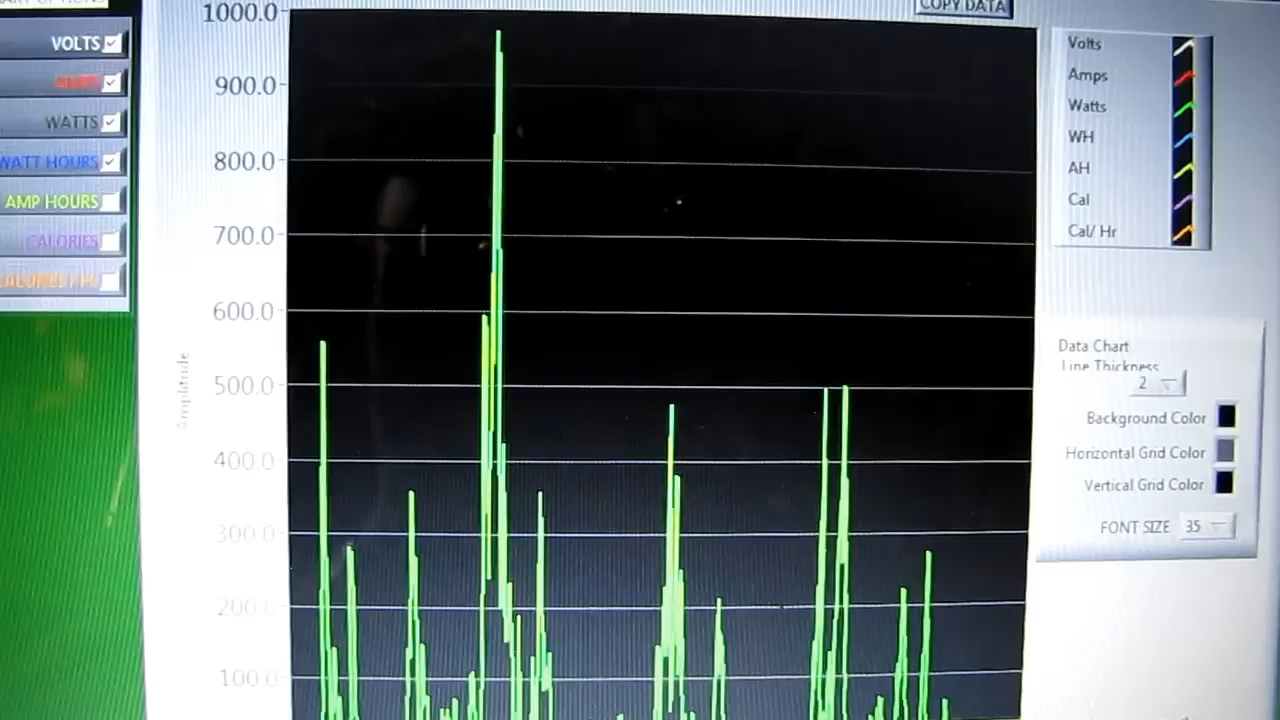 COPY DATA
1000.0
900.0
800.0
700.0
600.0
500.0
400.0
300.0
200.0
100.0
Amplitude
VOLTS
AMPS
WATTS
WATT HOURS
AMP HOURS
CALORIES
Volts
Amps
Watts
WH
AH
Cal
Cal/ Hr
Data Chart
Line Thickness
2
Background Color
Horizontal Grid Color
Vertical Grid Color
FONT SIZE 35